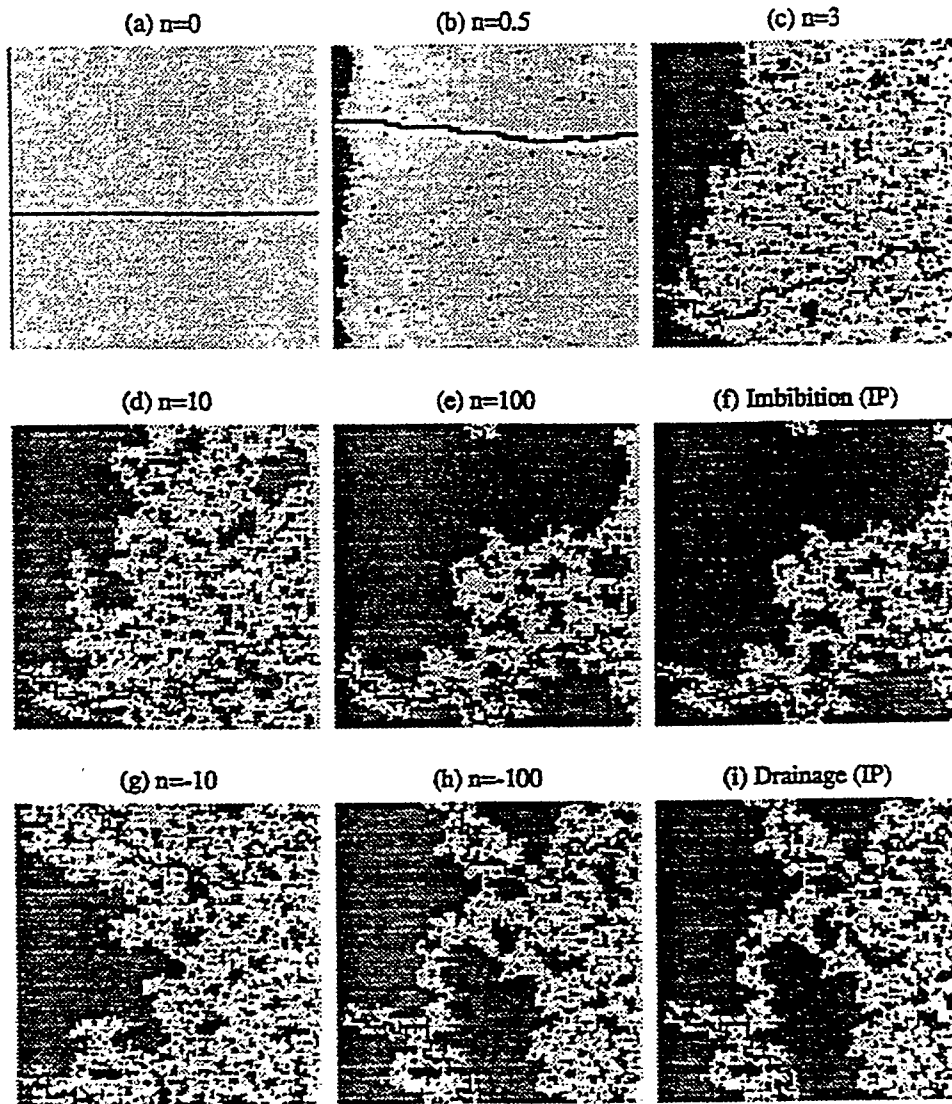 (a) n=0
(b) n=0.5
(c) n=3
(d) n=10
(e) n=100
(f) Imbibition (IP)
(g) n=-10
(h) n=-100
(i) Drainage (IP)